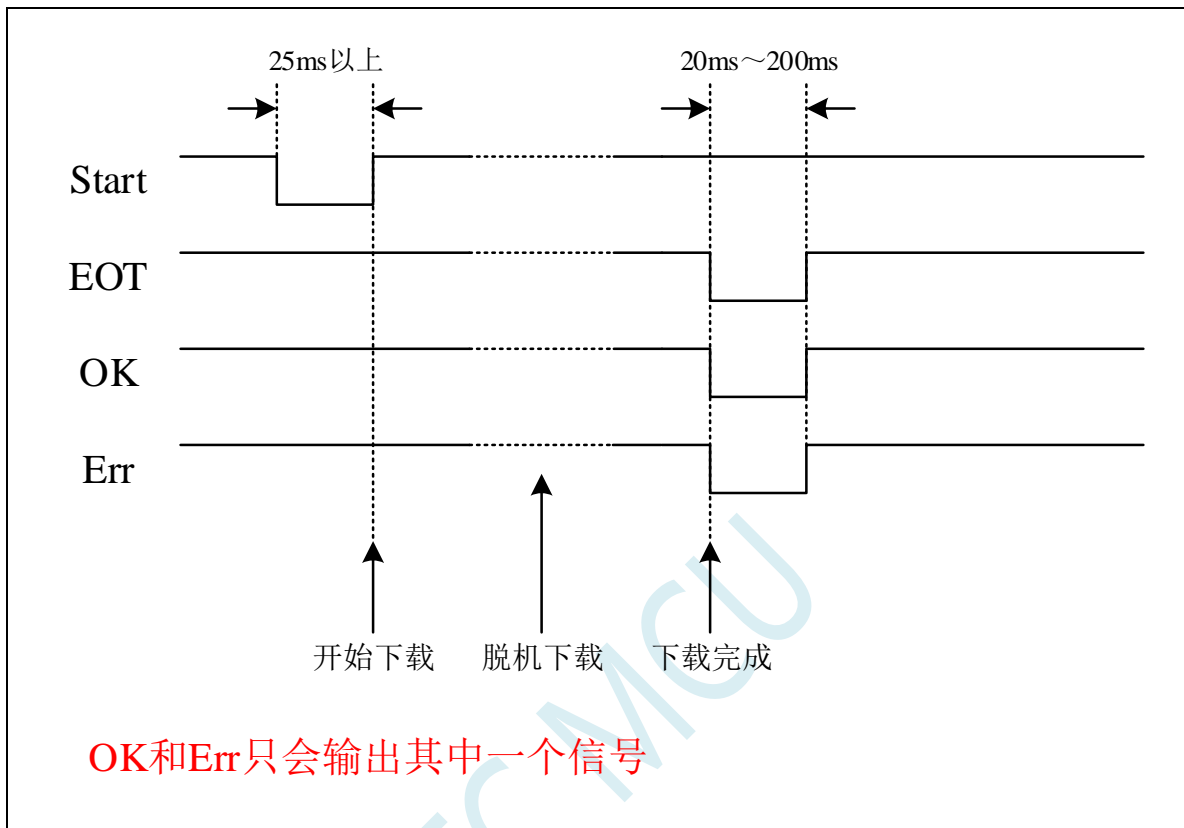 25ms以上 20ms～200ms
Start
EOT
OK
Err
开始下载 脱机下载 下载完成
OK和Err只会输出其中一个信号
MCU